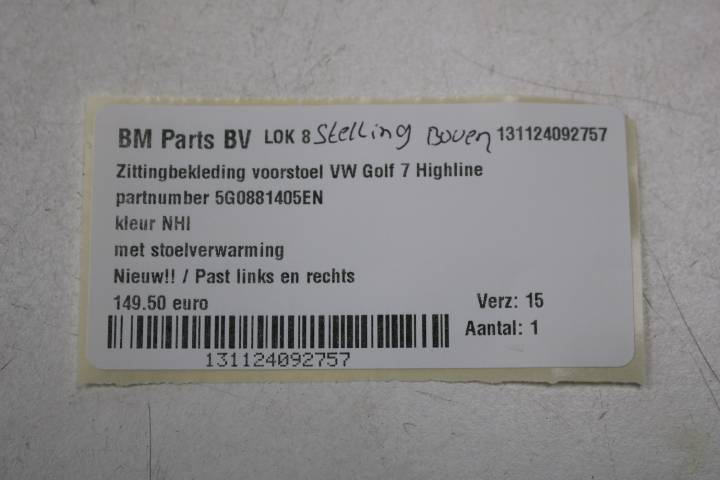 BM Parts BV LOK 8 Stelling Boven 131124092757
Zittingbekleding voorstoel VW Golf 7 Highline
partnumber 5G0881405EN
kleur NHI
met stoelverwarming
Nieuw!! / Past links en rechts
149.50 euro Verz: 15
Aantal: 1
131124092757